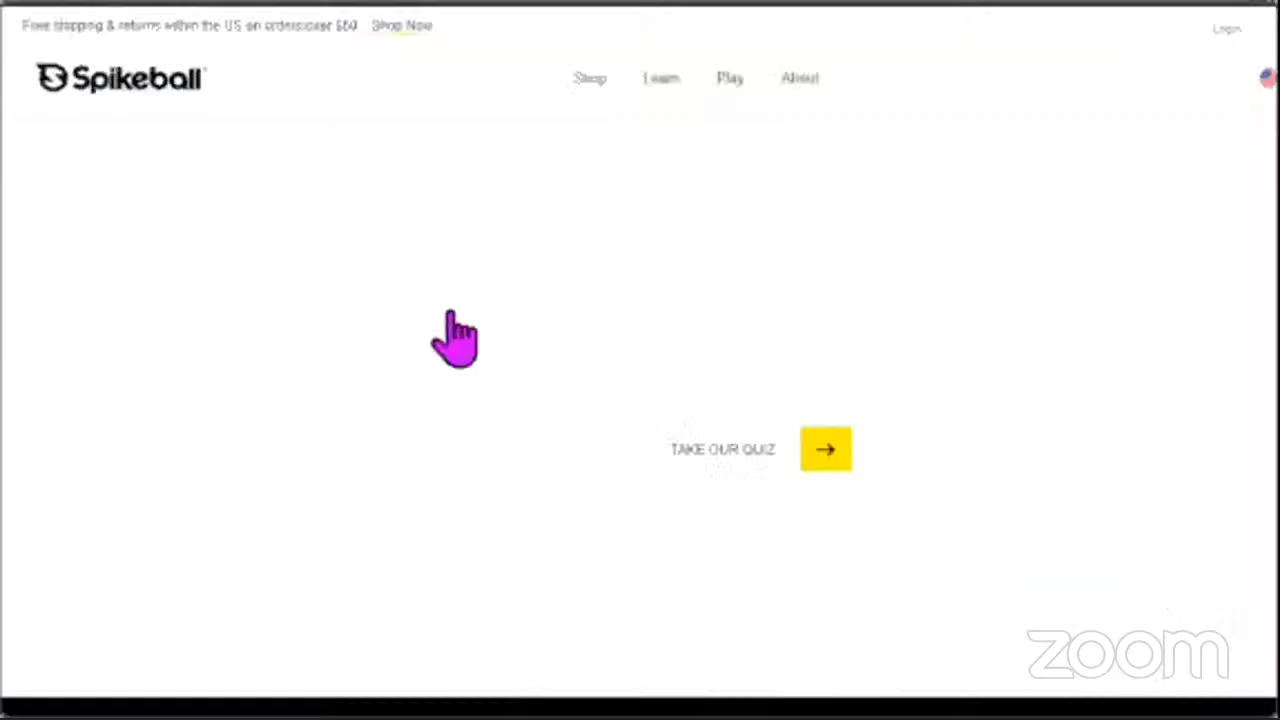 Free shipping & returns within the US on orders over $50 Shop Now
Login
Spikeball
Shop Learn Play About
TAKE OUR QUIZ
zoom